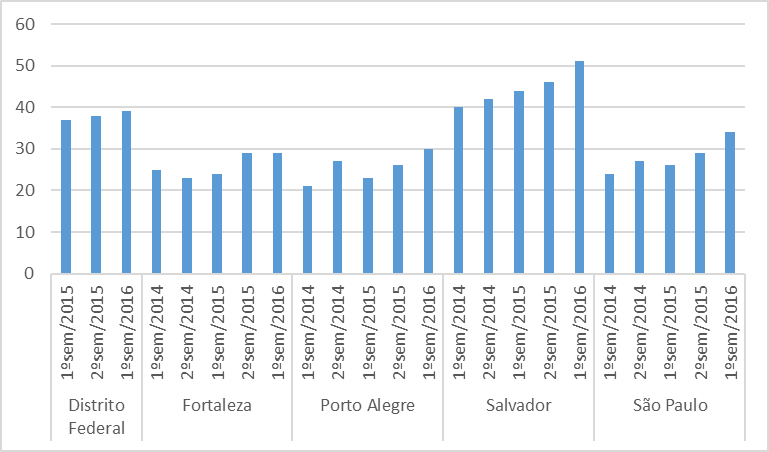 60
50
40
30
20
10
0
1ºsem/2015
2ºsem/2015
1ºsem/2016
1ºsem/2014
2ºsem/2014
1ºsem/2015
2ºsem/2015
1ºsem/2016
1ºsem/2014
2ºsem/2014
1ºsem/2015
2ºsem/2015
1ºsem/2016
1ºsem/2014
2ºsem/2014
1ºsem/2015
2ºsem/2015
1ºsem/2016
1ºsem/2014
2ºsem/2014
1ºsem/2015
2ºsem/2015
1ºsem/2016
Distrito
Federal
Fortaleza
Porto Alegre
Salvador
São Paulo